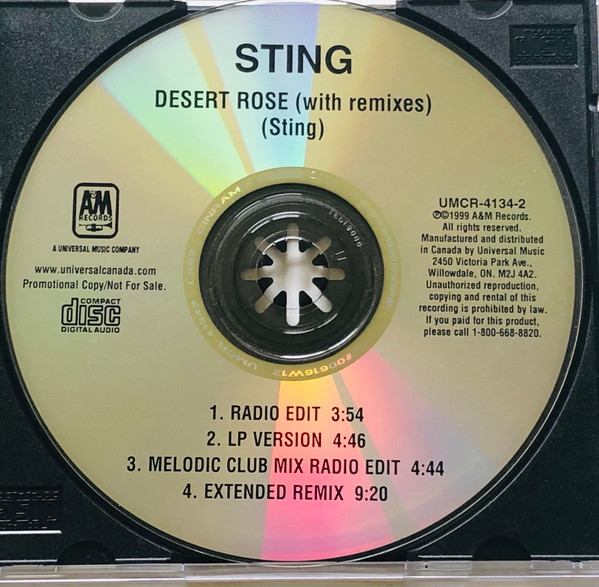 STING
DESERT ROSE (with remixes)
(Sting)
A&M
RECORDS
A UNIVERSAL MUSIC COMPANY
www.universalcanada.com
Promotional Copy/Not For Sale.
COMPACT
disc
DIGITAL AUDIO
UMCR-4134-2
℗©1999 A&M Records.
All rights reserved.
Manufactured and distributed
in Canada by Universal Music
2450 Victoria Park Ave.,
Willowdale, ON. M2J 4A2.
Unauthorized reproduction,
copying and rental of this
recording is prohibited by law.
If you paid for this product,
please call 1-800-668-8820.
CINRAM
#00616W12
1. RADIO EDIT 3:54
2. LP VERSION 4:46
3. MELODIC CLUB MIX RADIO EDIT 4:44
4. EXTENDED REMIX 9:20